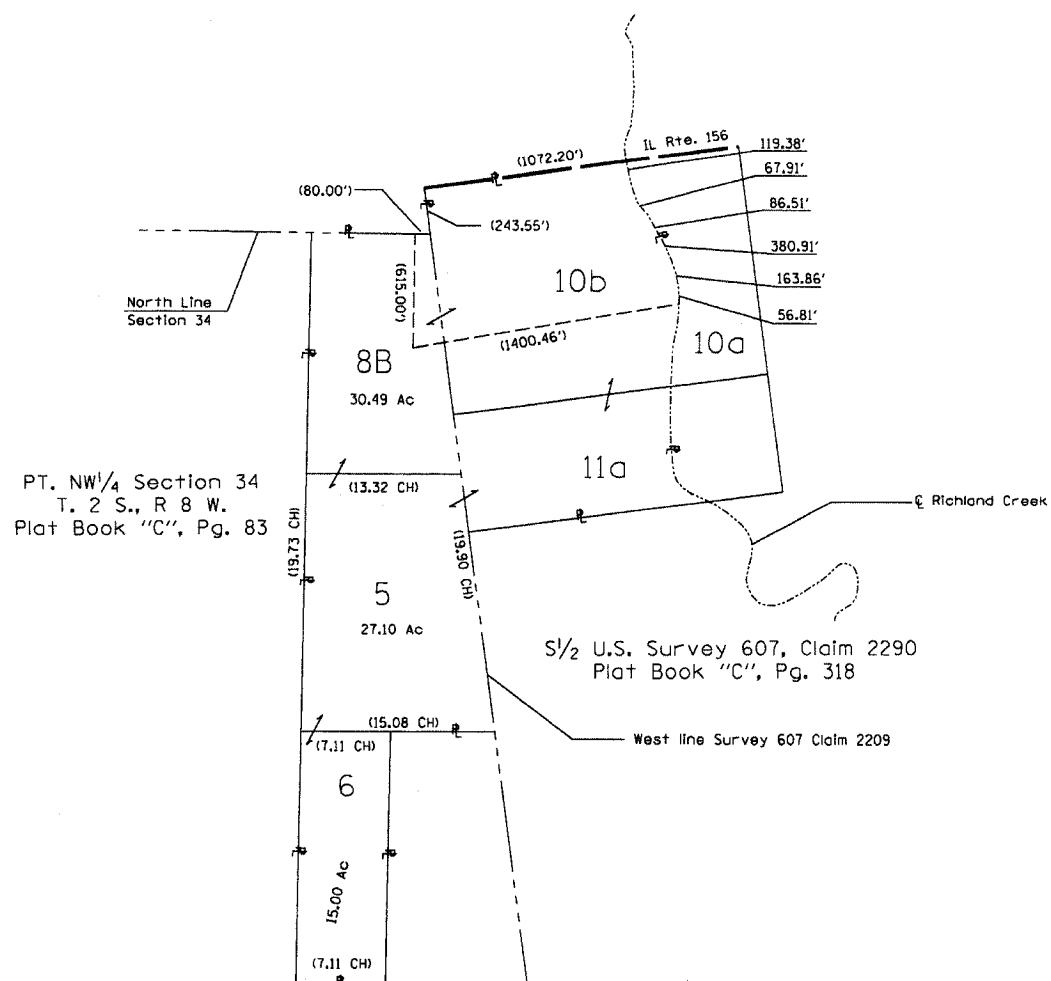 IL Rte. 156
(1072.20')
119.38'
67.91'
(80.00')
86.51'
(243.55')
380.91'
(615.00')
10b
163.86'
North Line
Section 34
56.81'
(1400.46')
10a
8B
30.49 Ac
11a
PT. NW¼ Section 34
T. 2 S., R 8 W.
Plat Book "C", Pg. 83
(13.32 CH)
℄ Richland Creek
(19.73 CH)
(19.90 CH)
5
27.10 Ac
S½ U.S. Survey 607, Claim 2290
Plat Book "C", Pg. 318
(15.08 CH)
West line Survey 607 Claim 2209
(7.11 CH)
6
15.00 Ac
(7.11 CH)